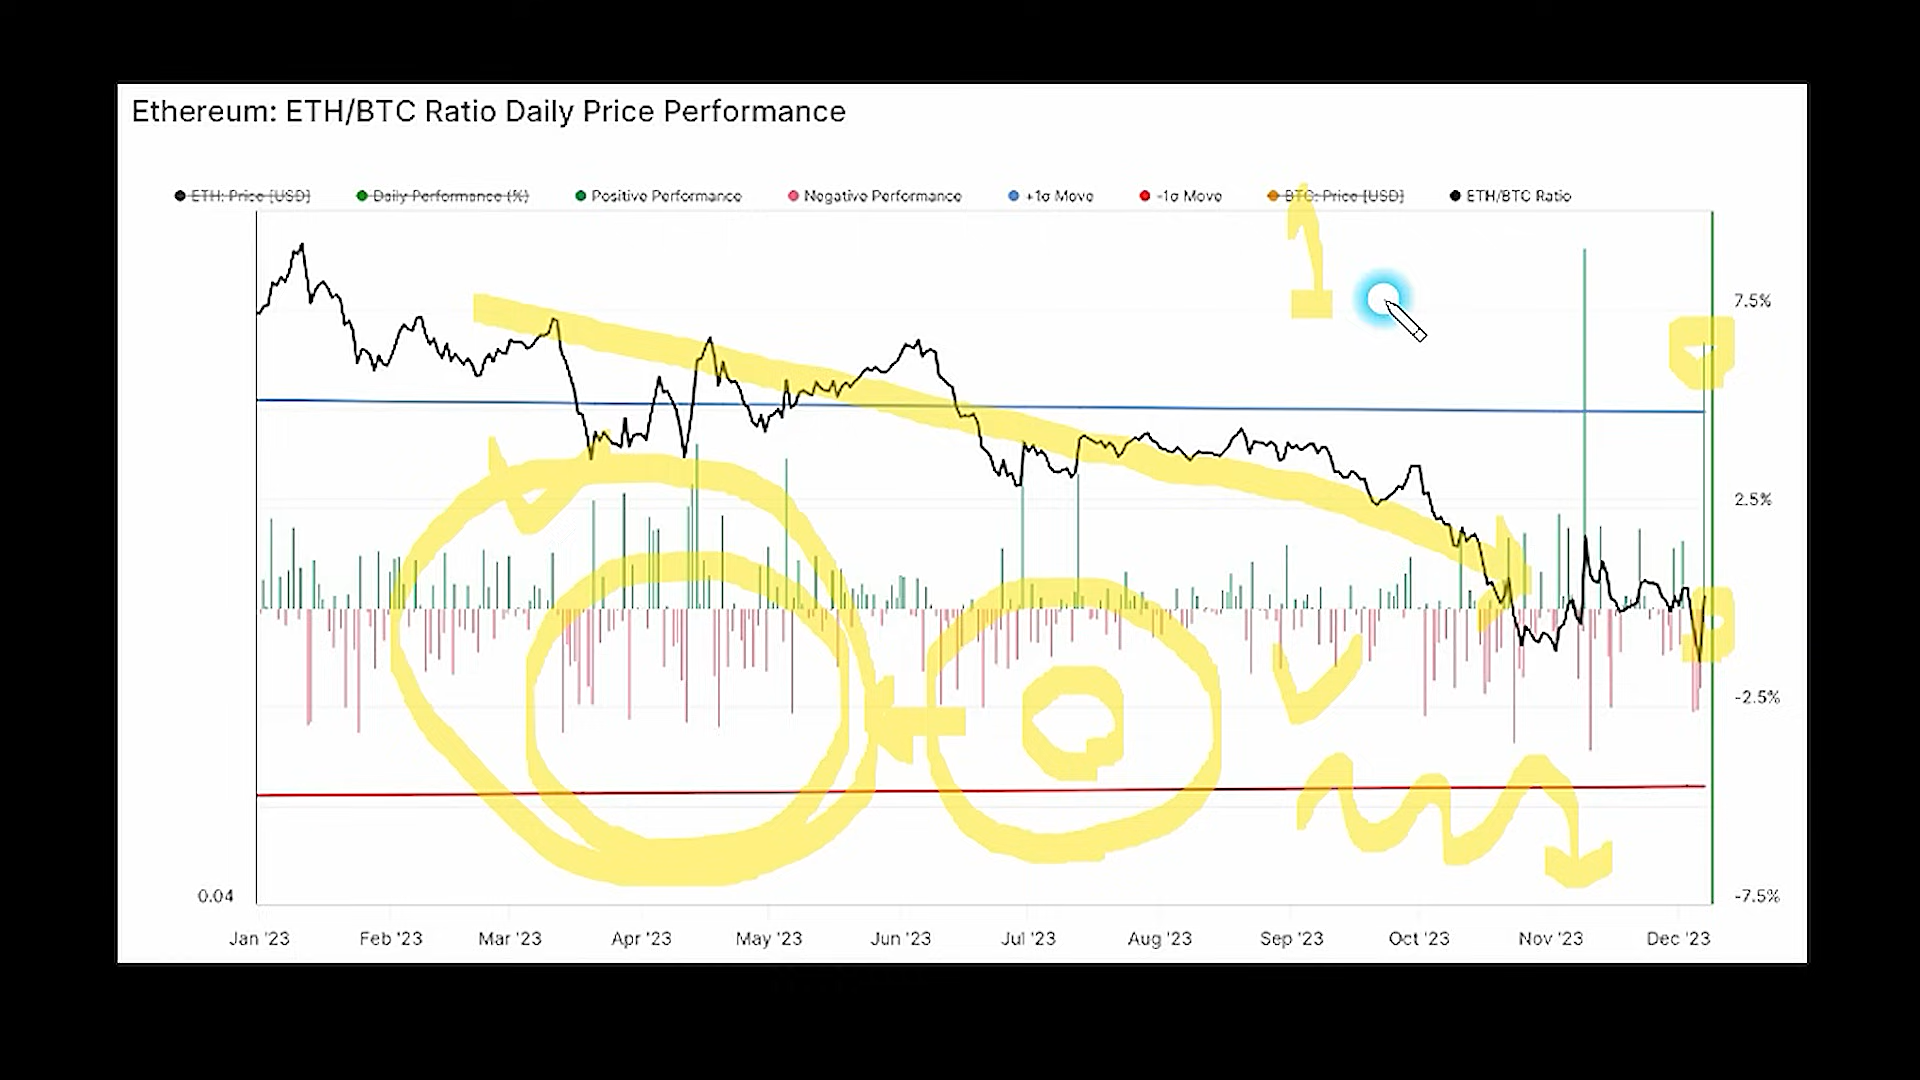 Ethereum: ETH/BTC Ratio Daily Price Performance
ETH: Price [USD] Daily Performance (%) Positive Performance Negative Performance +1σ Move -1σ Move BTC: Price [USD] ETH/BTC Ratio
1
7.5%
2.5%
-2.5%
0.04 -7.5%
Jan '23 Feb '23 Mar '23 Apr '23 May '23 Jun '23 Jul '23 Aug '23 Sep '23 Oct '23 Nov '23 Dec '23